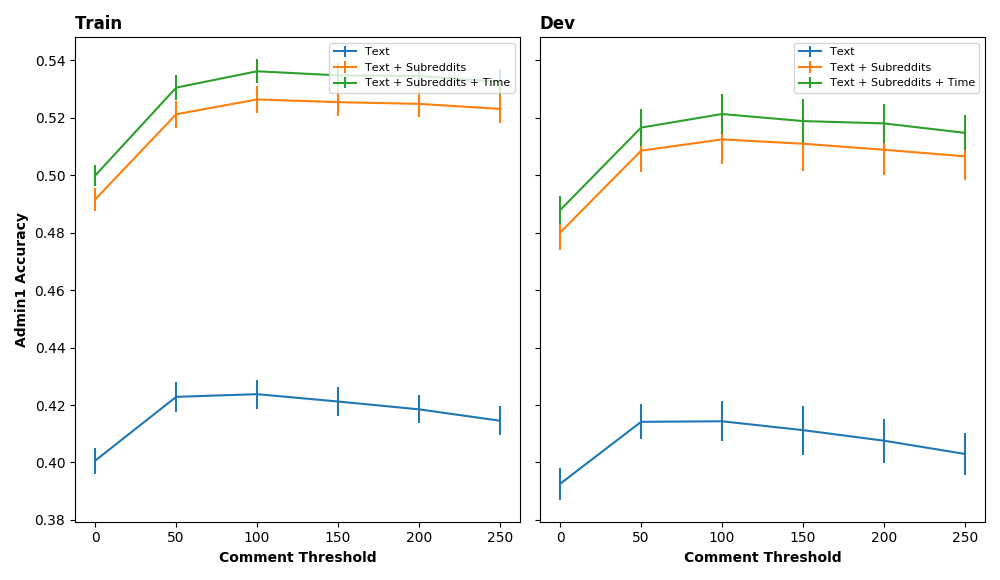 Train
Dev
Text
Text + Subreddits
Text + Subreddits + Time
Text
Text + Subreddits
Text + Subreddits + Time
Admin1 Accuracy
0.54
0.52
0.50
0.48
0.46
0.44
0.42
0.40
0.38
0 50 100 150 200 250
0 50 100 150 200 250
Comment Threshold
Comment Threshold